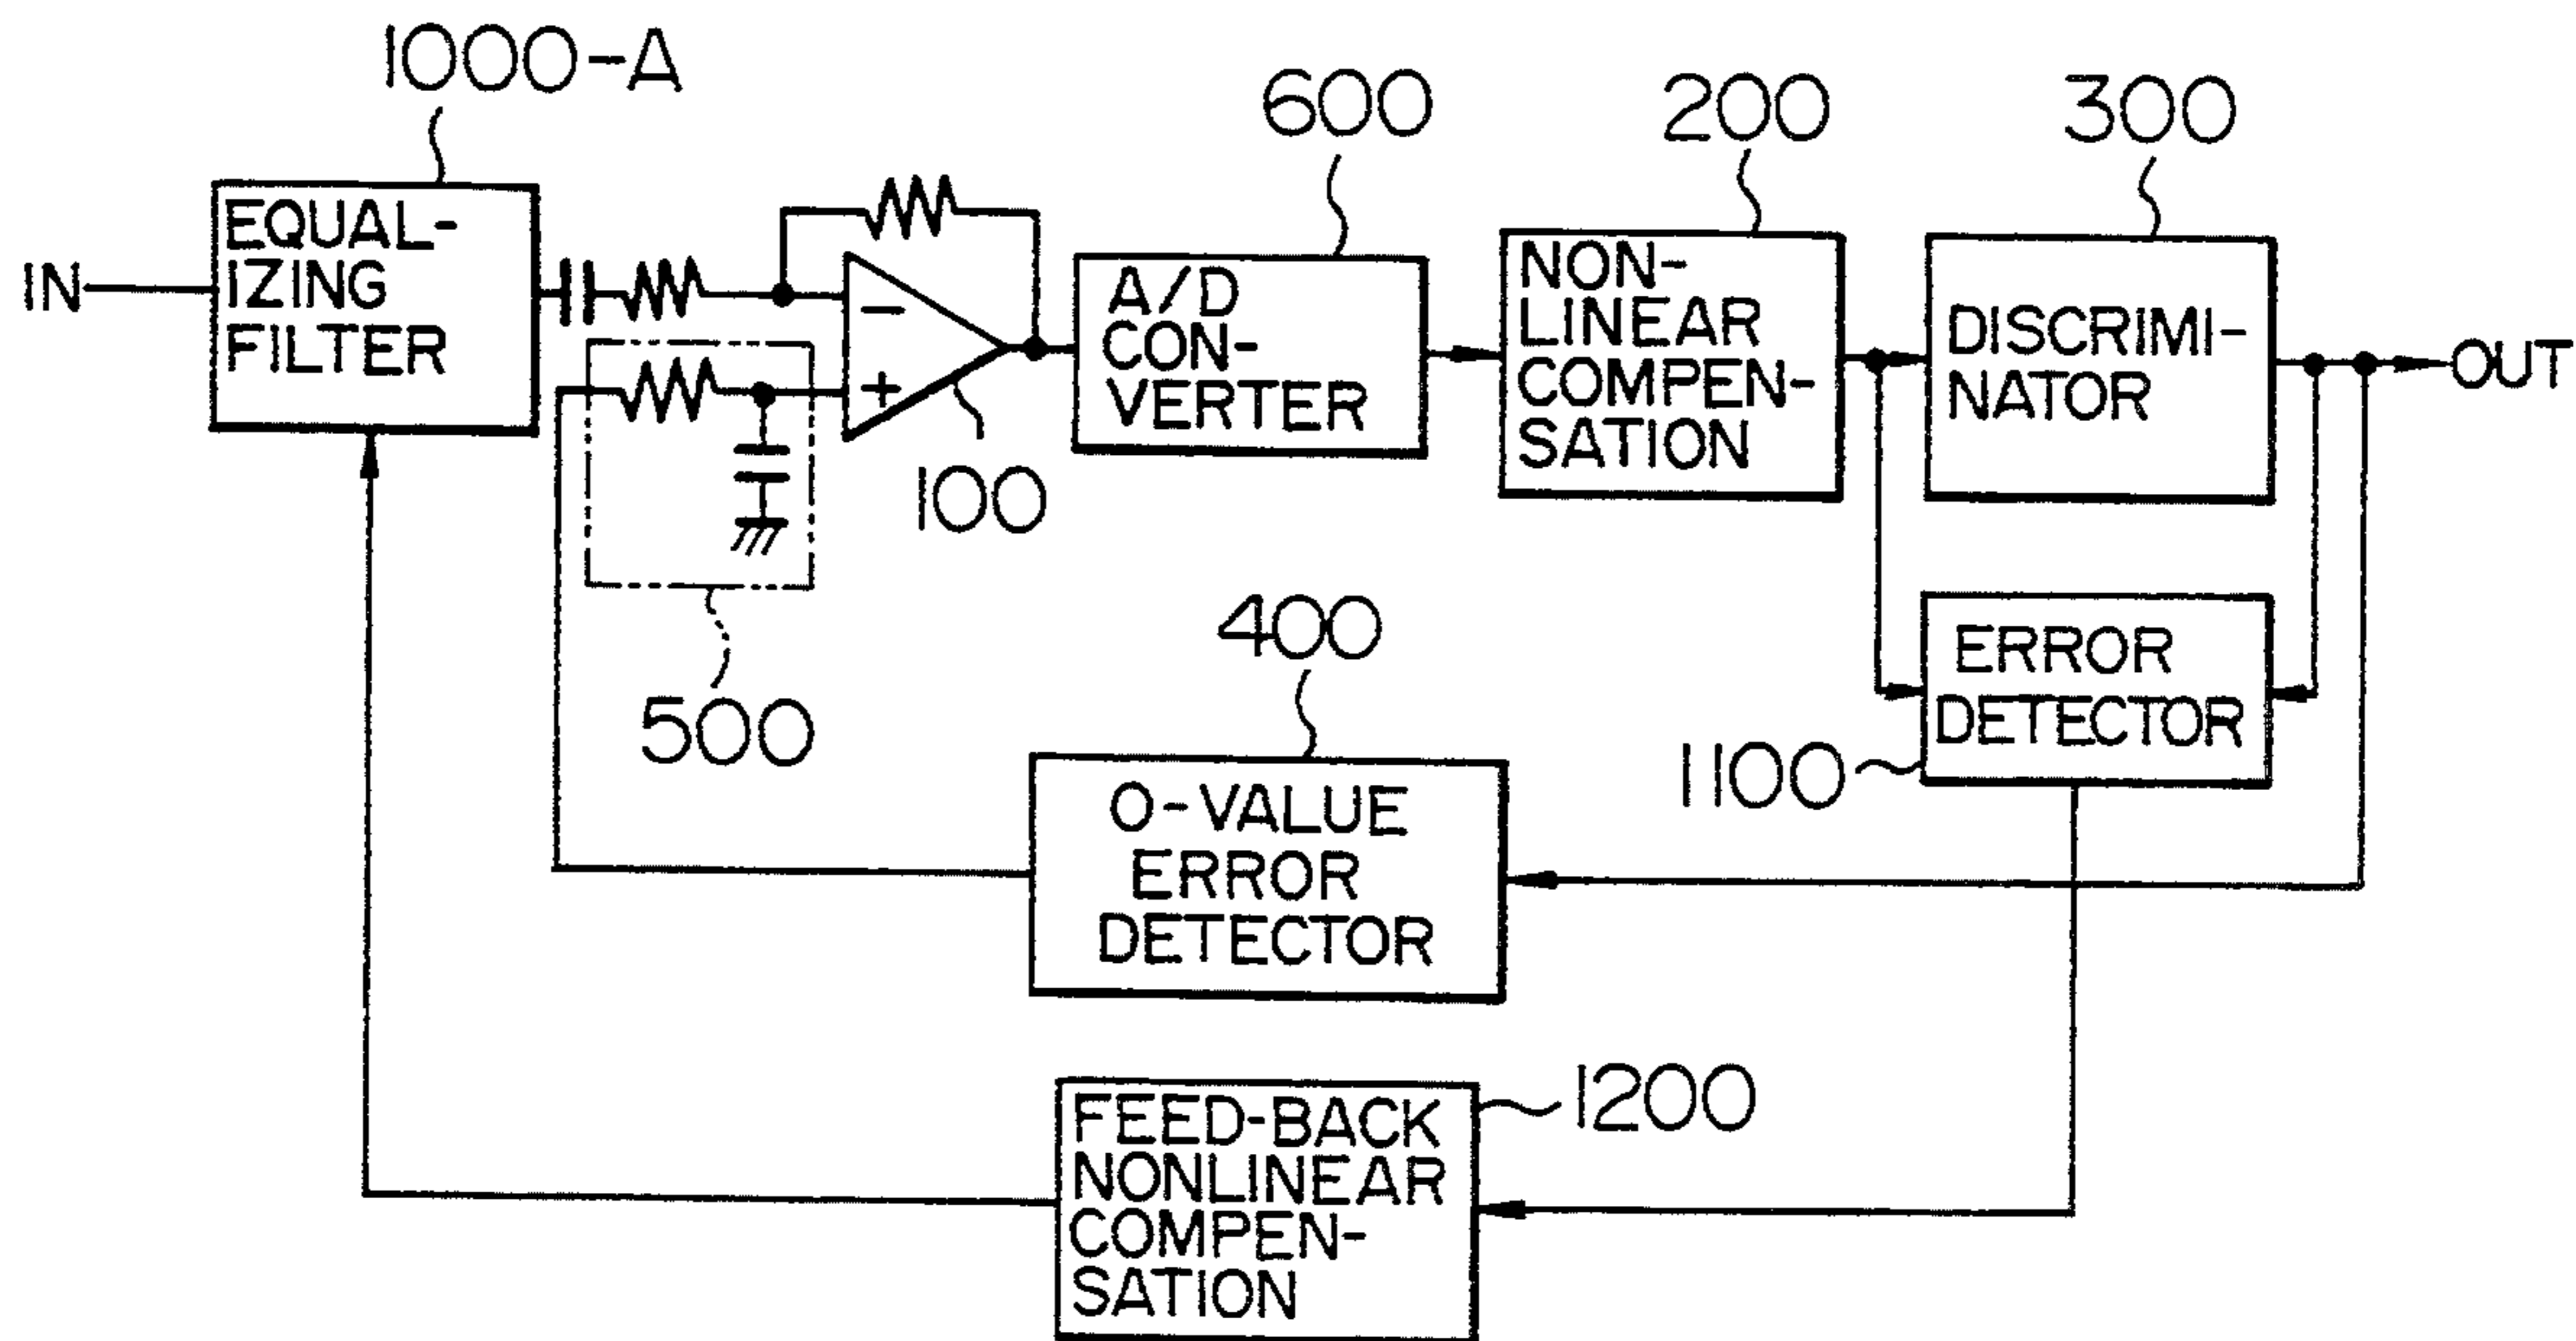 1000-A
600
200
300
IN
EQUAL-
IZING
FILTER
-
+
100
500
A/D
CON-
VERTER
NON-
LINEAR
COMPEN-
SATION
DISCRIMI-
NATOR
OUT
ERROR
DETECTOR
1100
400
0-VALUE
ERROR
DETECTOR
FEED-BACK
NONLINEAR
COMPEN-
SATION
1200